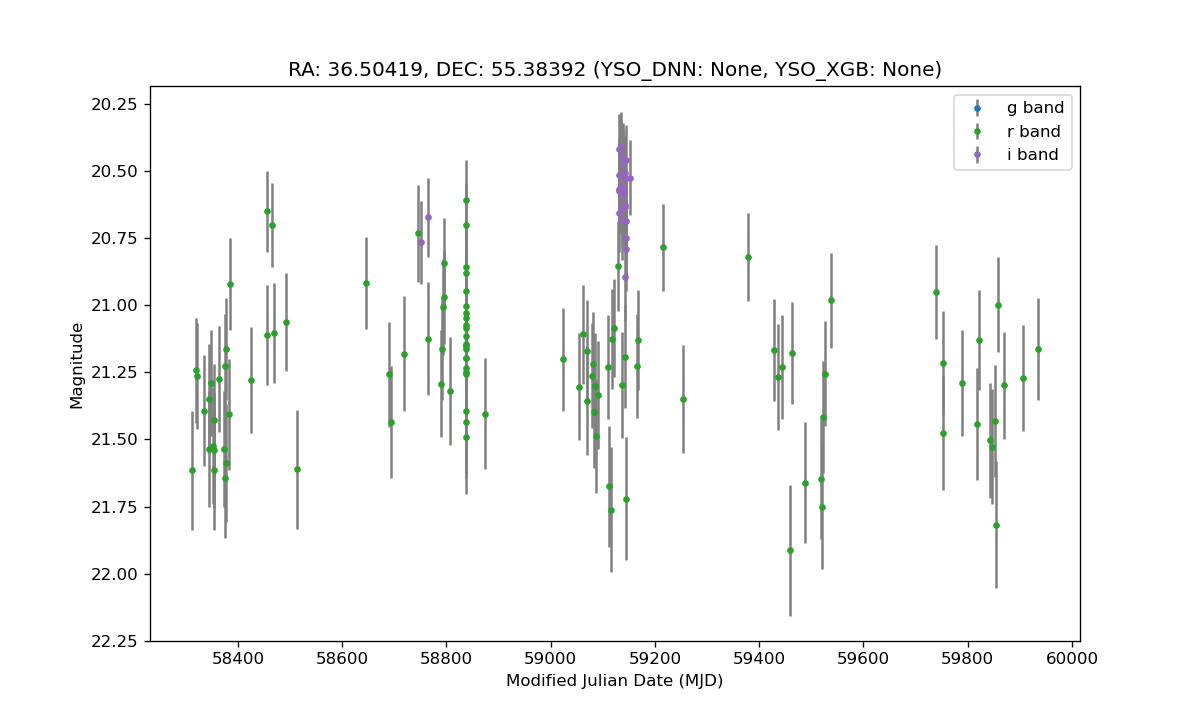 RA: 36.50419, DEC: 55.38392 (YSO_DNN: None, YSO_XGB: None)
g band
r band
i band
20.25
20.50
20.75
21.00
21.25
21.50
21.75
22.00
22.25
Magnitude
58400 58600 58800 59000 59200 59400 59600 59800 60000
Modified Julian Date (MJD)